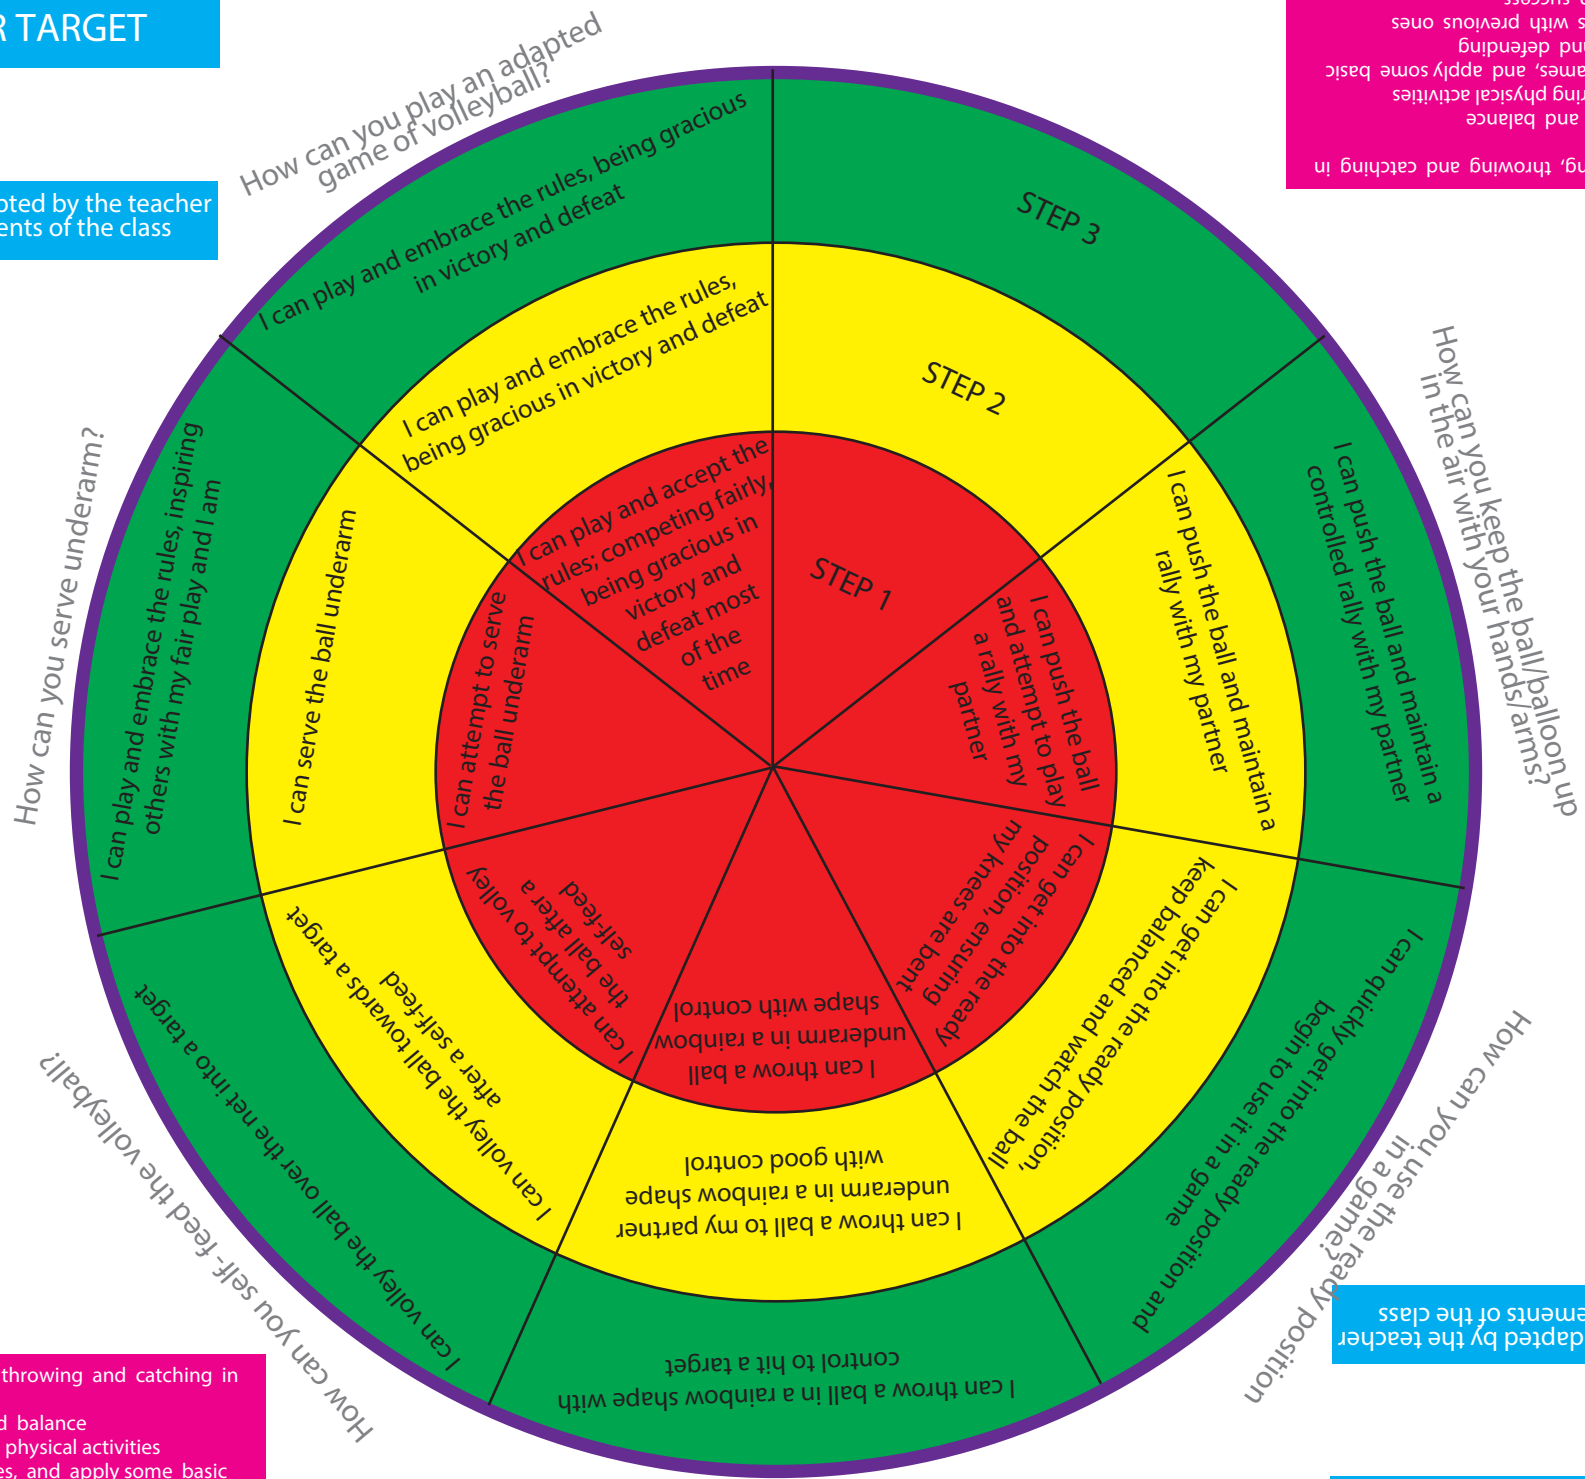 R TARGET
pted by the teacher
ents of the class
success
s with previous ones
and defending
ames, and apply some basic
ring physical activities
and balance
ng, throwing and catching in
How can you play an adapted
game of volleyball?
I can play and embrace the rules, being gracious
in victory and defeat
I can play and embrace the rules,
being gracious in victory and defeat
I can play and accept the
rules; competing fairly,
being gracious in
victory and
defeat most
of the
time
STEP 3
STEP 2
STEP 1
How can you keep the ball/balloon up
in the air with your hands/arms?
I can push the ball and maintain a
controlled rally with my partner
I can push the ball and maintain a
rally with my partner
I can push the ball
and attempt to play
a rally with my
partner
How can you use the ready position
in a game?
I can quickly get into the ready position and
begin to use it in a game
I can get into the ready position,
keep balanced and watch the ball
I can get into the ready
position, ensuring
my knees are bent
I can throw a ball in a rainbow shape with
control to hit a target
I can throw a ball to my partner
underarm in a rainbow shape
with good control
I can throw a ball
underarm in a rainbow
shape with control
How can you self- feed the volleyball?
I can volley the ball over the net into a target
I can volley the ball towards a target
after a self-feed
I can attempt to volley
the ball after a
self-feed
How can you serve underarm?
I can play and embrace the rules, inspiring
others with my fair play and I am
I can serve the ball underarm
I can attempt to serve
the ball underarm
dapted by the teacher
ements of the class
throwing and catching in
d balance
physical activities
es, and apply some basic